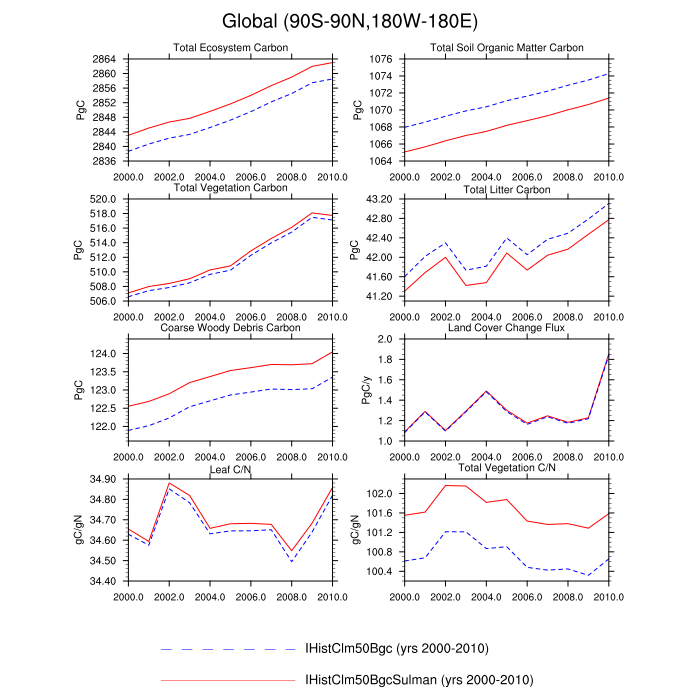 Global (90S-90N,180W-180E)
Total Ecosystem Carbon
PgC
2864
2860
2856
2852
2848
2844
2840
2836
2000.0 2002.0 2004.0 2006.0 2008.0 2010.0
Total Soil Organic Matter Carbon
PgC
1076
1074
1072
1070
1068
1066
1064
2000.0 2002.0 2004.0 2006.0 2008.0 2010.0
Total Vegetation Carbon
PgC
520.0
518.0
516.0
514.0
512.0
510.0
508.0
506.0
2000.0 2002.0 2004.0 2006.0 2008.0 2010.0
Total Litter Carbon
PgC
43.20
42.80
42.40
42.00
41.60
41.20
2000.0 2002.0 2004.0 2006.0 2008.0 2010.0
Coarse Woody Debris Carbon
PgC
124.0
123.0
122.0
2000.0 2002.0 2004.0 2006.0 2008.0 2010.0
Land Cover Change Flux
PgC/y
2.0
1.8
1.6
1.4
1.2
1.0
2000.0 2002.0 2004.0 2006.0 2008.0 2010.0
Leaf C/N
gC/gN
34.90
34.80
34.70
34.60
34.50
34.40
2000.0 2002.0 2004.0 2006.0 2008.0 2010.0
Total Vegetation C/N
gC/gN
102.0
101.6
101.2
100.8
100.4
2000.0 2002.0 2004.0 2006.0 2008.0 2010.0
IHistClm50Bgc (yrs 2000-2010)
IHistClm50BgcSulman (yrs 2000-2010)